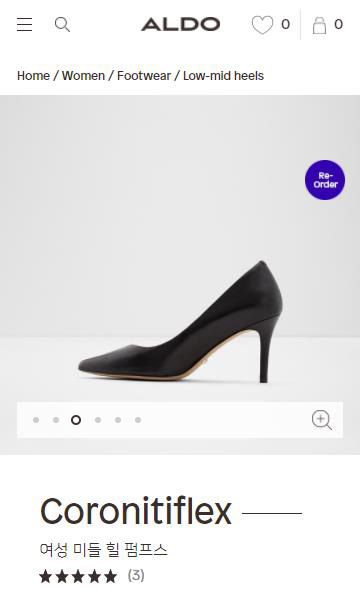 ALDO
0
0
Home / Women / Footwear / Low-mid heels
Re-
Order
Coronitiflex
여성 미들 힐 펌프스
(3)